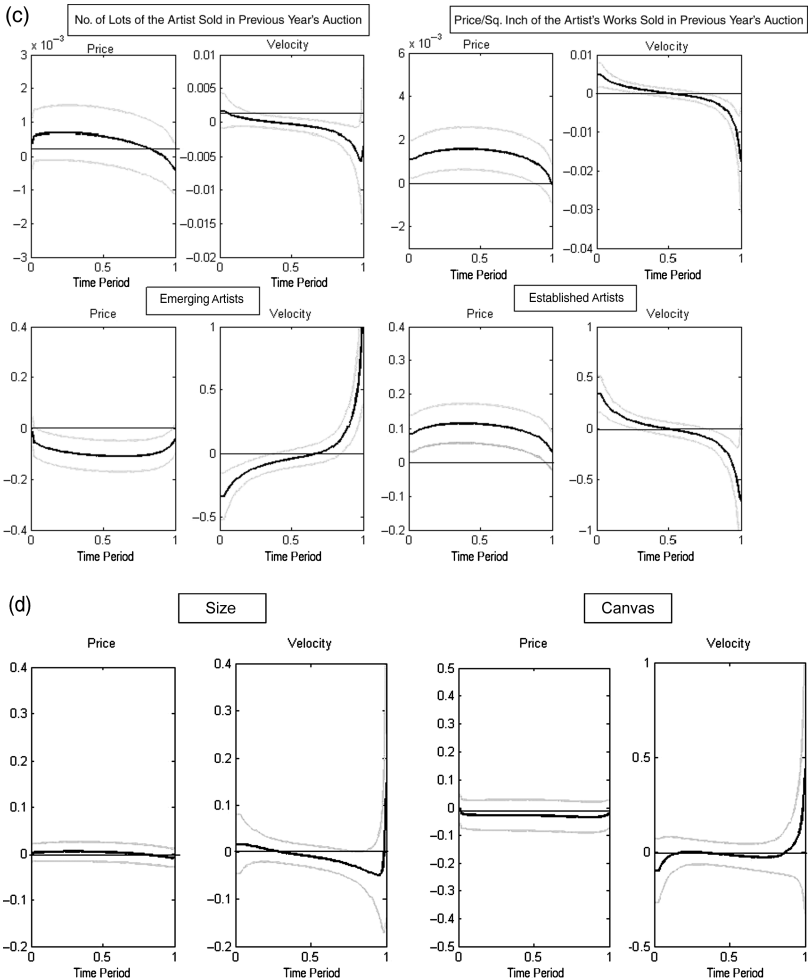 (c)
No. of Lots of the Artist Sold in Previous Year's Auction
Price/Sq. Inch of the Artist's Works Sold in Previous Year's Auction
x 10⁻³ Price
Velocity
x 10⁻³ Price
Velocity
3
2
1
0
−1
−2
−3
0 0.5 1
Time Period
0.01
0.005
0
−0.005
−0.01
−0.015
−0.02
0 0.5 1
Time Period
6
4
2
0
−2
0 0.5 1
Time Period
0.01
0
−0.01
−0.02
−0.03
−0.04
0 0.5 1
Time Period
Emerging Artists
Established Artists
Price
Velocity
Price
Velocity
0.4
0.2
0
−0.2
−0.4
0 0.5 1
Time Period
1
0.5
0
−0.5
0 0.5 1
Time Period
0.4
0.3
0.2
0.1
0
−0.1
−0.2
0 0.5 1
Time Period
1
0.5
0
−0.5
−1
0 0.5 1
Time Period
(d)
Size
Canvas
Price
Velocity
Price
Velocity
0.4
0.3
0.2
0.1
0
−0.1
−0.2
0 0.5 1
Time Period
0.4
0.3
0.2
0.1
0
−0.1
−0.2
0 0.5 1
Time Period
0.5
0.4
0.3
0.2
0.1
0
−0.1
−0.2
−0.3
−0.4
−0.5
0 0.5 1
Time Period
1
0.5
0
−0.5
0 0.5 1
Time Period